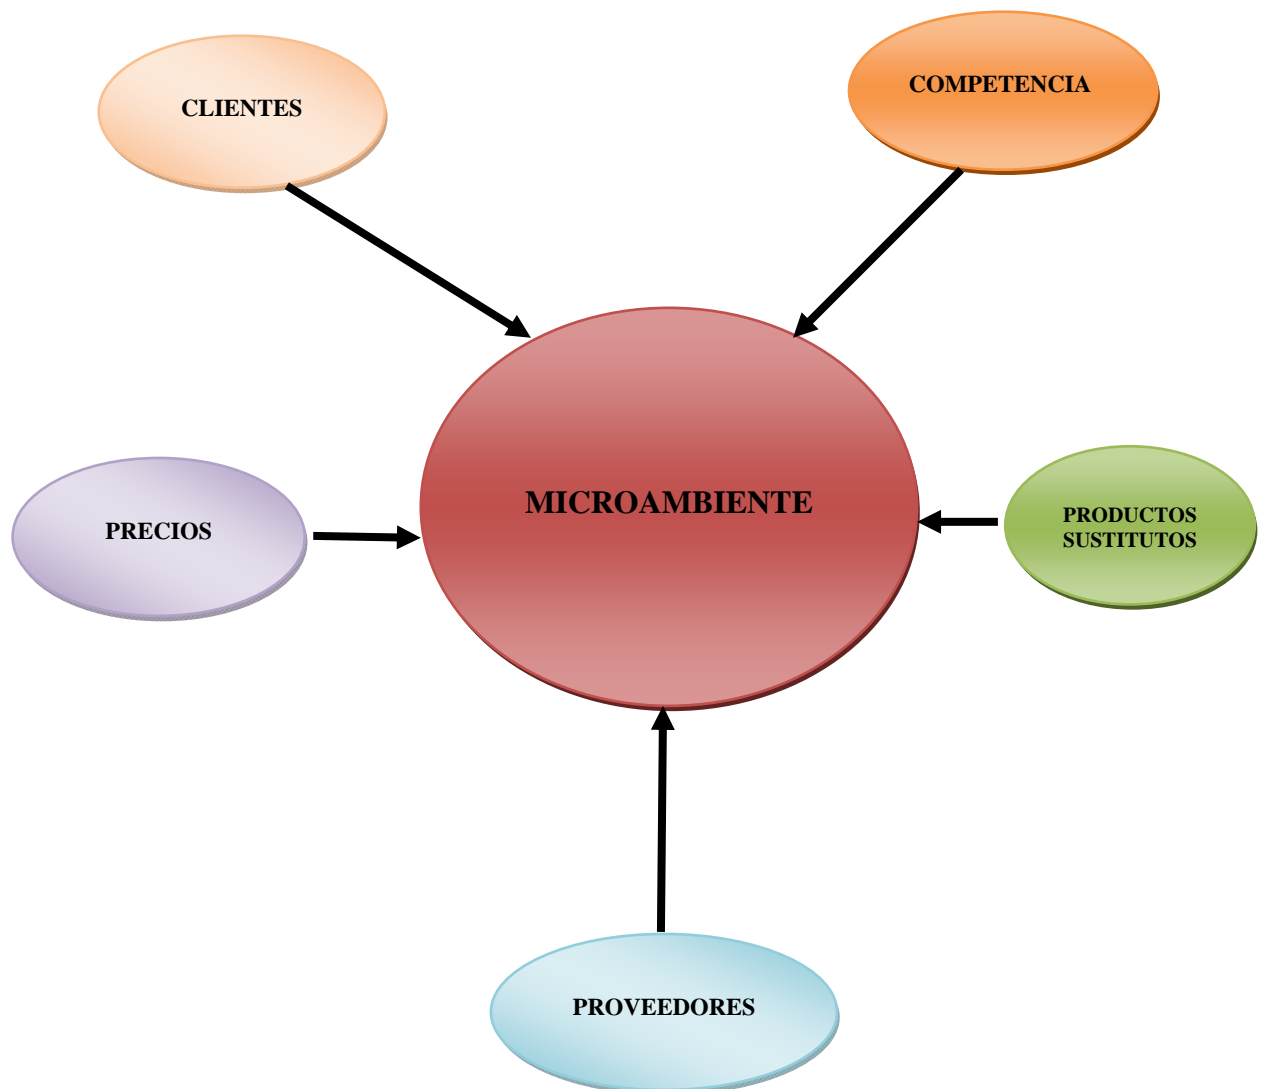 CLIENTES
COMPETENCIA
MICROAMBIENTE
PRECIOS
PRODUCTOS
SUSTITUTOS
PROVEEDORES